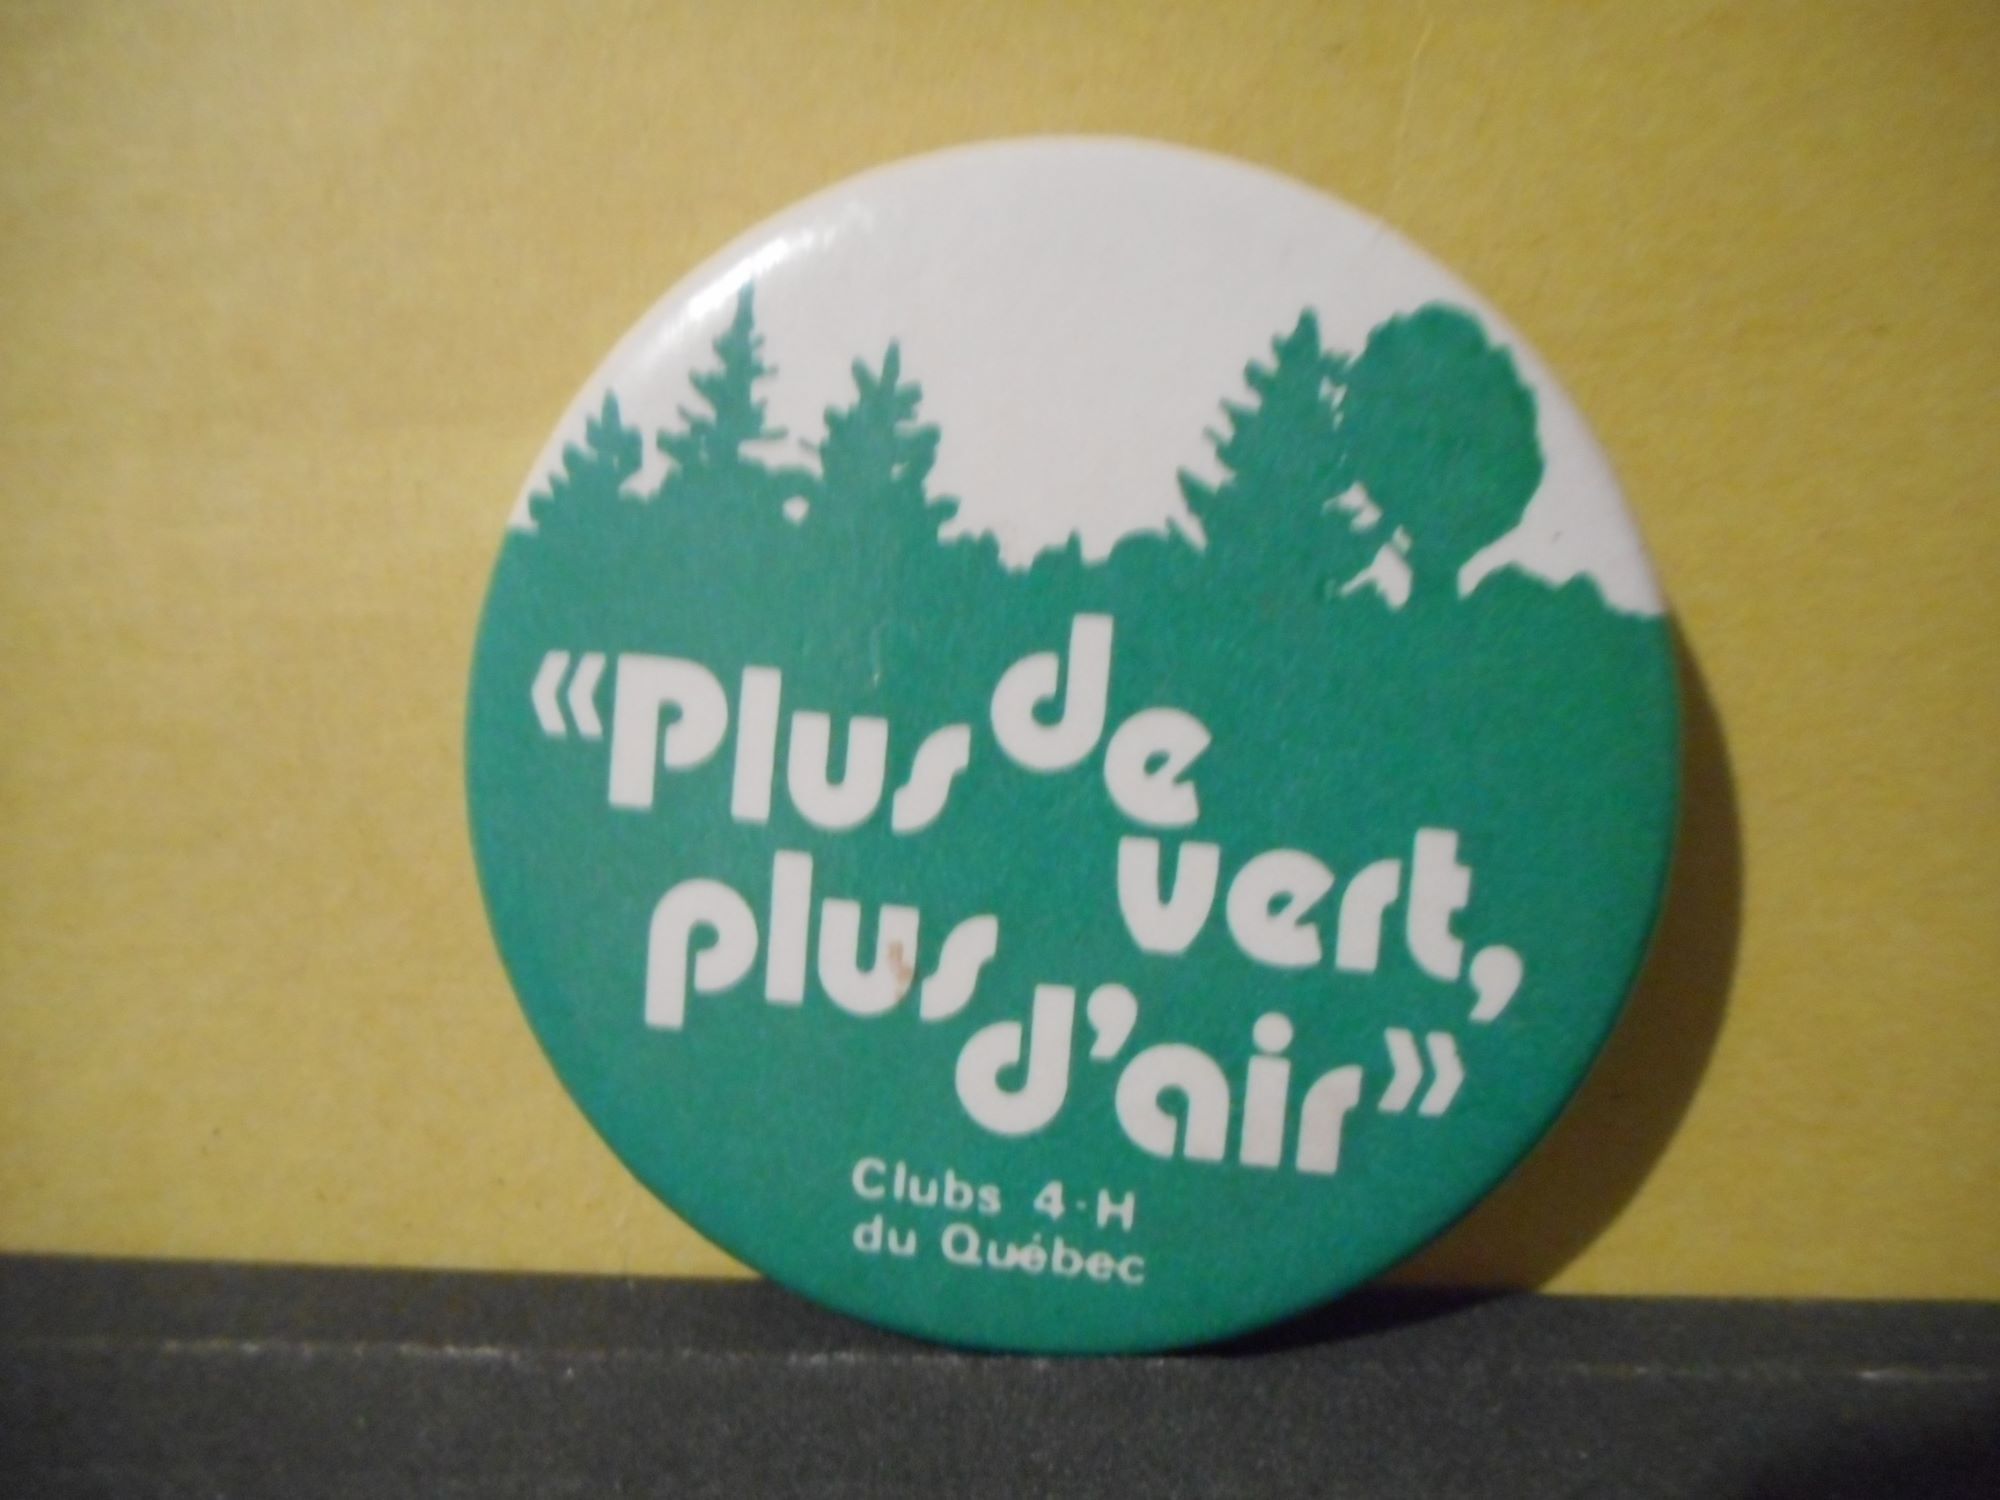 «Plus de
vert,
plus
d'air»
Clubs 4-H
du Québec